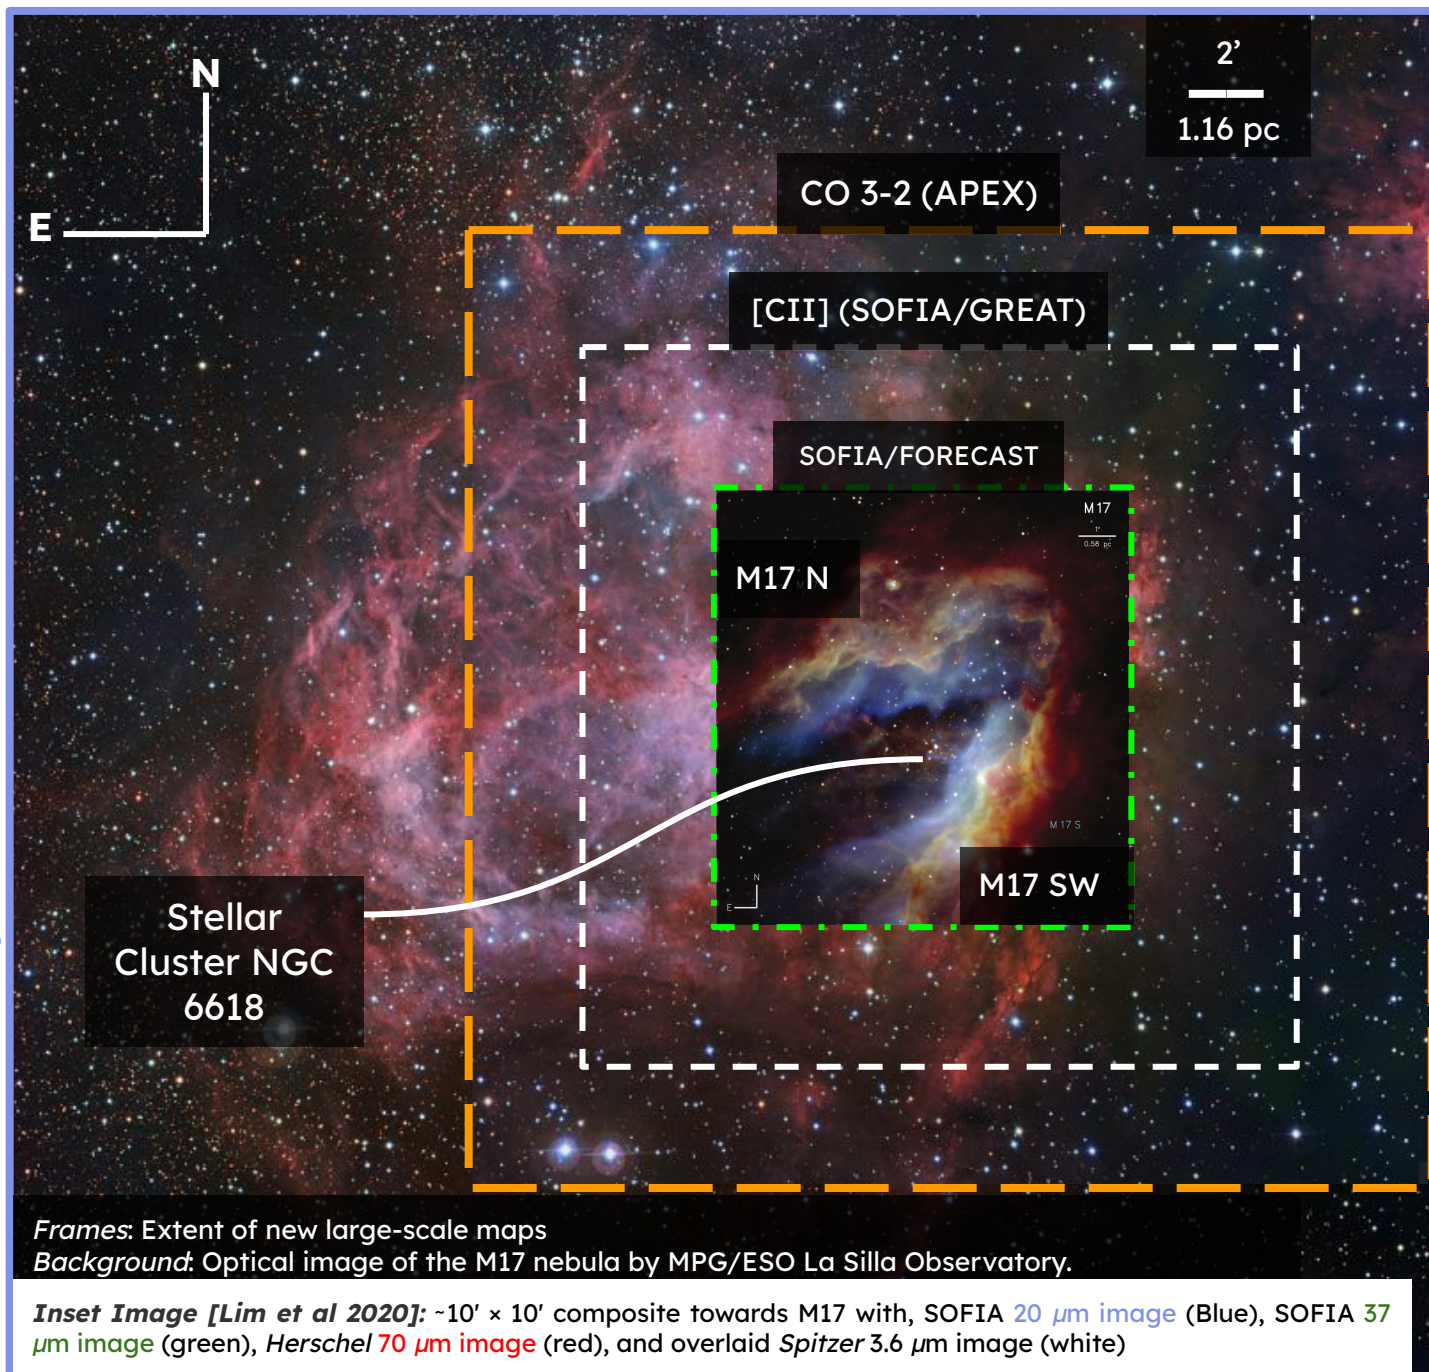 N
E
2’
1.16 pc
CO 3-2 (APEX)
[CII] (SOFIA/GREAT)
SOFIA/FORECAST
M17
1'
0.58 pc
M17 N
M17 S
M17 SW
N
E
Stellar
Cluster NGC
6618
Frames: Extent of new large-scale maps
Background: Optical image of the M17 nebula by MPG/ESO La Silla Observatory.
Inset Image [Lim et al 2020]: ~10' × 10' composite towards M17 with, SOFIA 20 µm image (Blue), SOFIA 37
µm image (green), Herschel 70 µm image (red), and overlaid Spitzer 3.6 µm image (white)